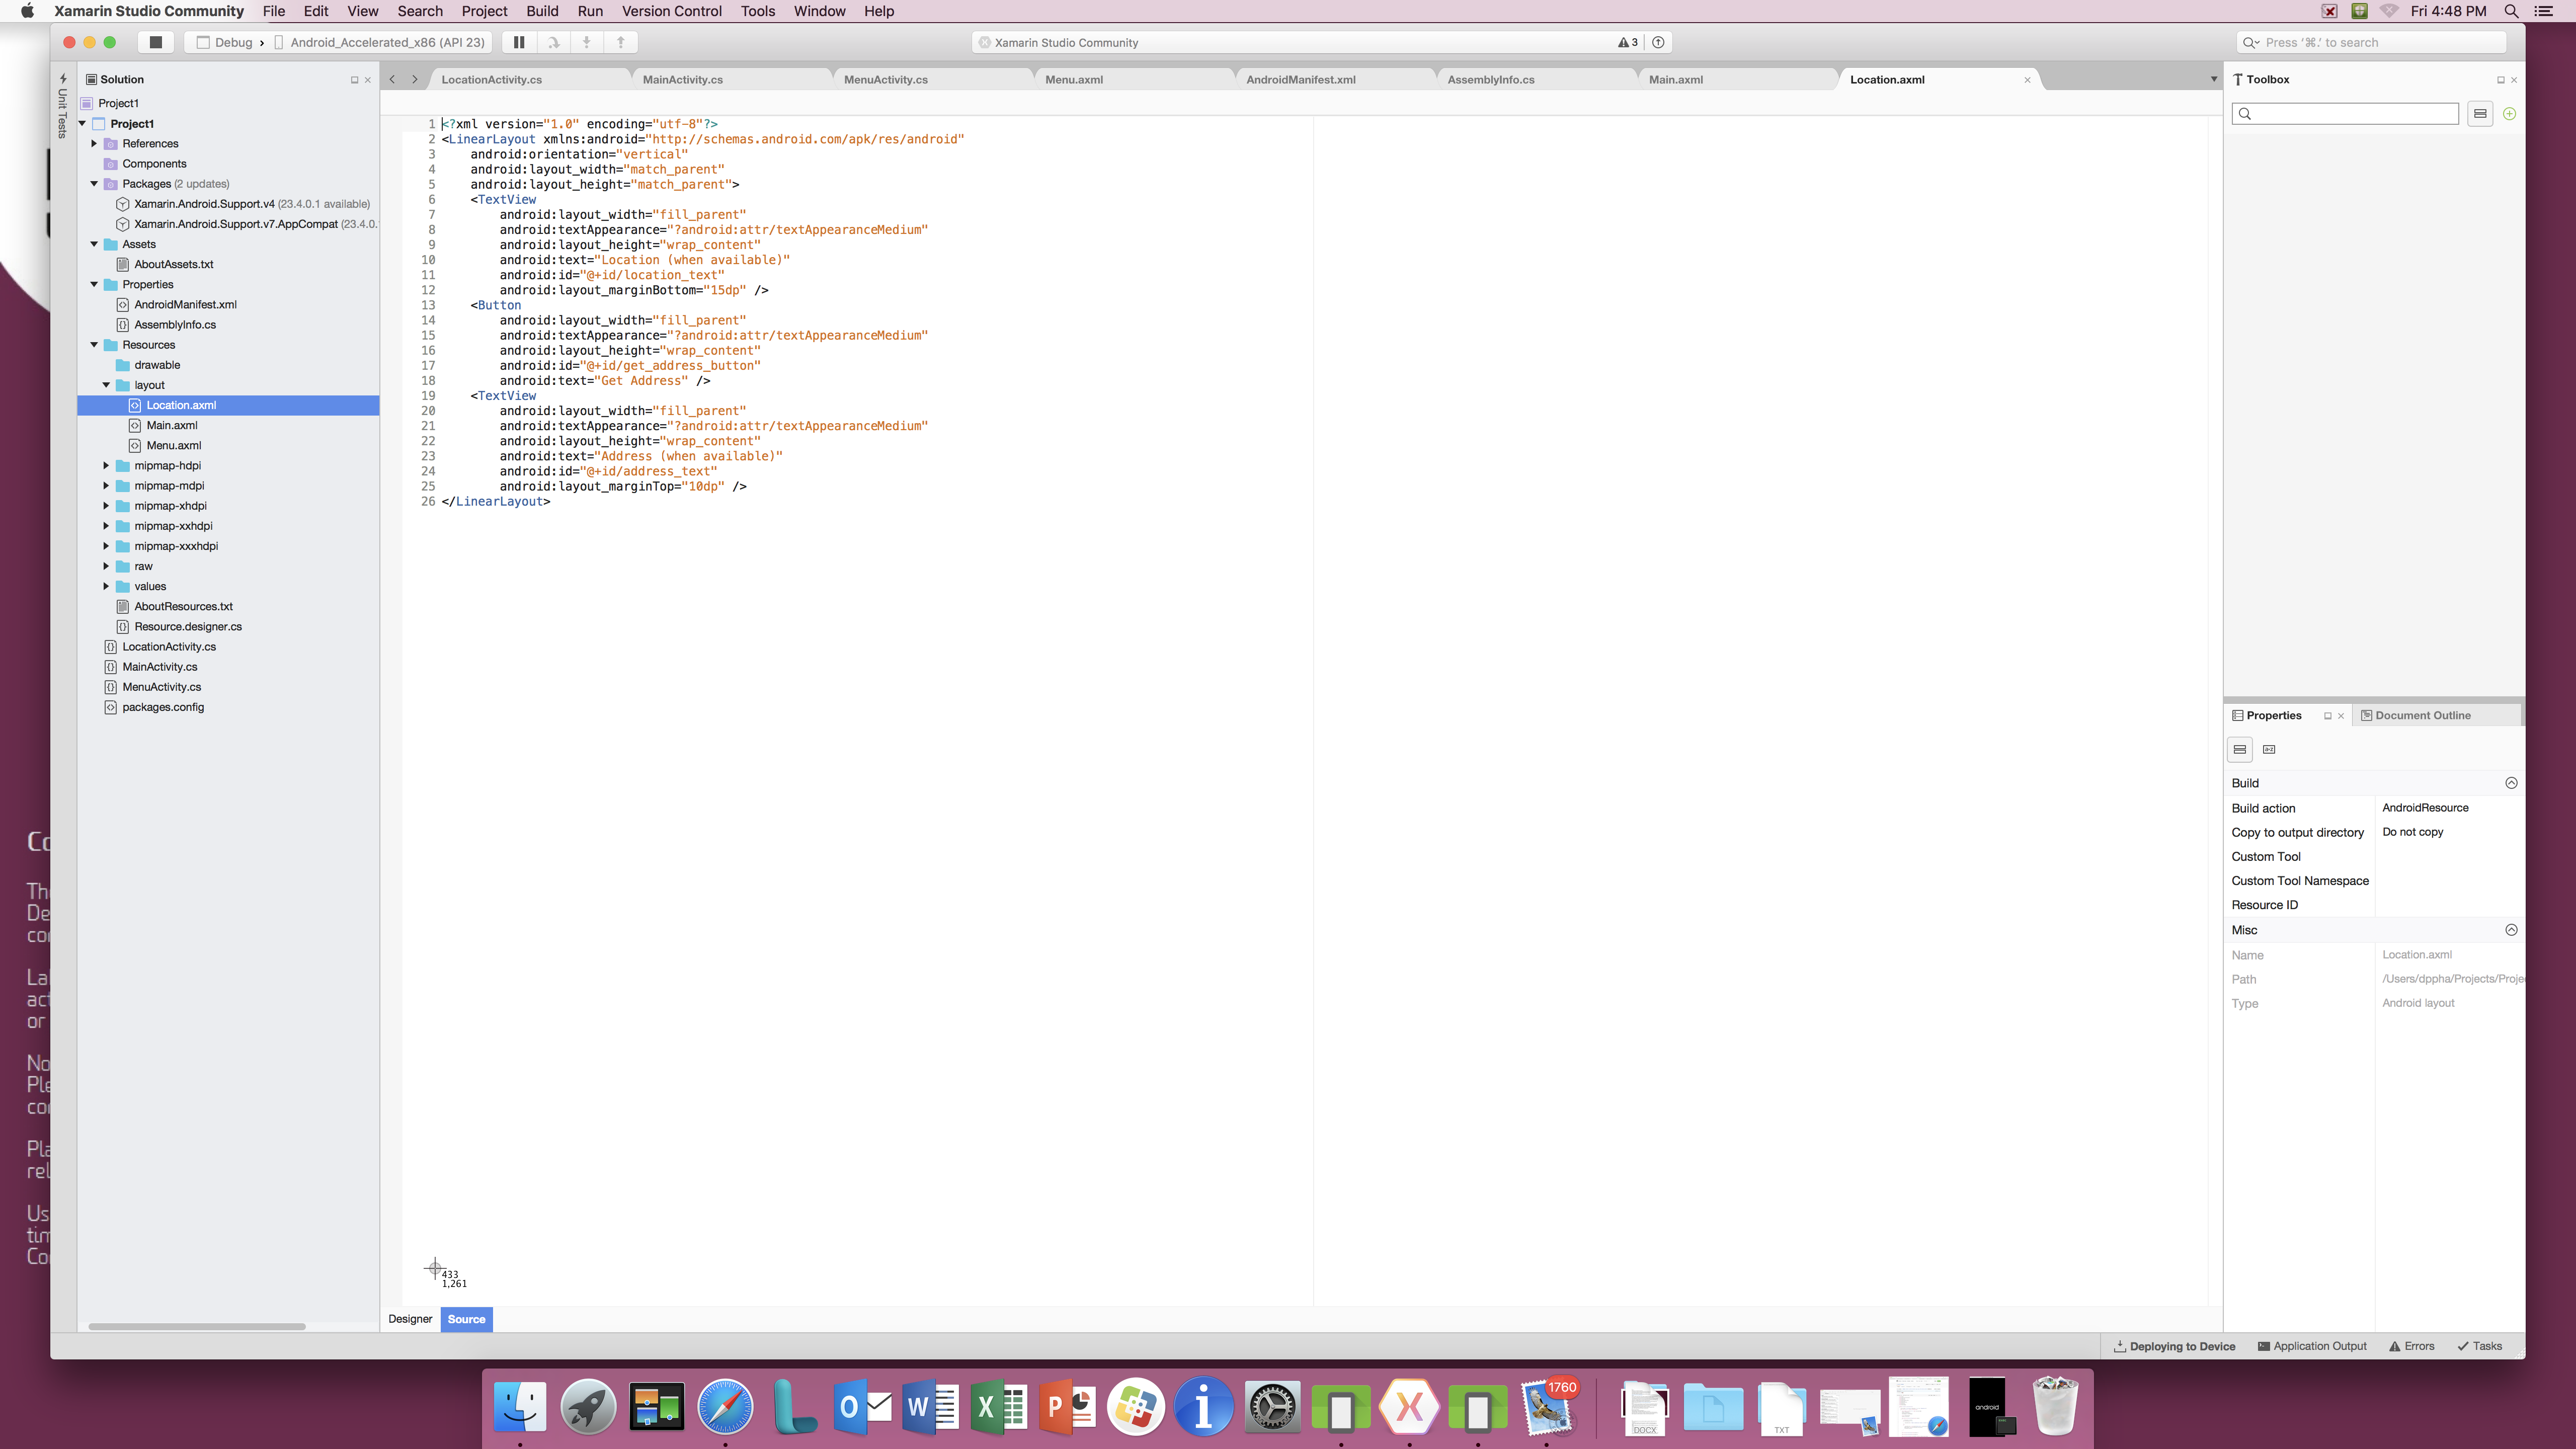 Xamarin Studio Community File Edit View Search Project Build Run Version Control Tools Window Help Fri 4:48 PM
Debug › Android_Accelerated_x86 (API 23) Xamarin Studio Community 3 Press '⌘.' to search
Unit Tests
Solution
Project1
Project1
References
Components
Packages (2 updates)
Xamarin.Android.Support.v4 (23.4.0.1 available)
Xamarin.Android.Support.v7.AppCompat (23.4.0.
Assets
AboutAssets.txt
Properties
AndroidManifest.xml
AssemblyInfo.cs
Resources
drawable
layout
Location.axml
Main.axml
Menu.axml
mipmap-hdpi
mipmap-mdpi
mipmap-xhdpi
mipmap-xxhdpi
mipmap-xxxhdpi
raw
values
AboutResources.txt
Resource.designer.cs
LocationActivity.cs
MainActivity.cs
MenuActivity.cs
packages.config
LocationActivity.cs MainActivity.cs MenuActivity.cs Menu.axml AndroidManifest.xml AssemblyInfo.cs Main.axml Location.axml
1 <?xml version="1.0" encoding="utf-8"?>
2 <LinearLayout xmlns:android="http://schemas.android.com/apk/res/android"
3 android:orientation="vertical"
4 android:layout_width="match_parent"
5 android:layout_height="match_parent">
6 <TextView
7 android:layout_width="fill_parent"
8 android:textAppearance="?android:attr/textAppearanceMedium"
9 android:layout_height="wrap_content"
10 android:text="Location (when available)"
11 android:id="@+id/location_text"
12 android:layout_marginBottom="15dp" />
13 <Button
14 android:layout_width="fill_parent"
15 android:textAppearance="?android:attr/textAppearanceMedium"
16 android:layout_height="wrap_content"
17 android:id="@+id/get_address_button"
18 android:text="Get Address" />
19 <TextView
20 android:layout_width="fill_parent"
21 android:textAppearance="?android:attr/textAppearanceMedium"
22 android:layout_height="wrap_content"
23 android:text="Address (when available)"
24 android:id="@+id/address_text"
25 android:layout_marginTop="10dp" />
26 </LinearLayout>
433
1,261
Designer Source
Toolbox
Properties Document Outline
Build
Build action AndroidResource
Copy to output directory Do not copy
Custom Tool
Custom Tool Namespace
Resource ID
Misc
Name Location.axml
Path /Users/dppha/Projects/Proje
Type Android layout
Deploying to Device Application Output Errors Tasks
1760
DOCX
TXT
android